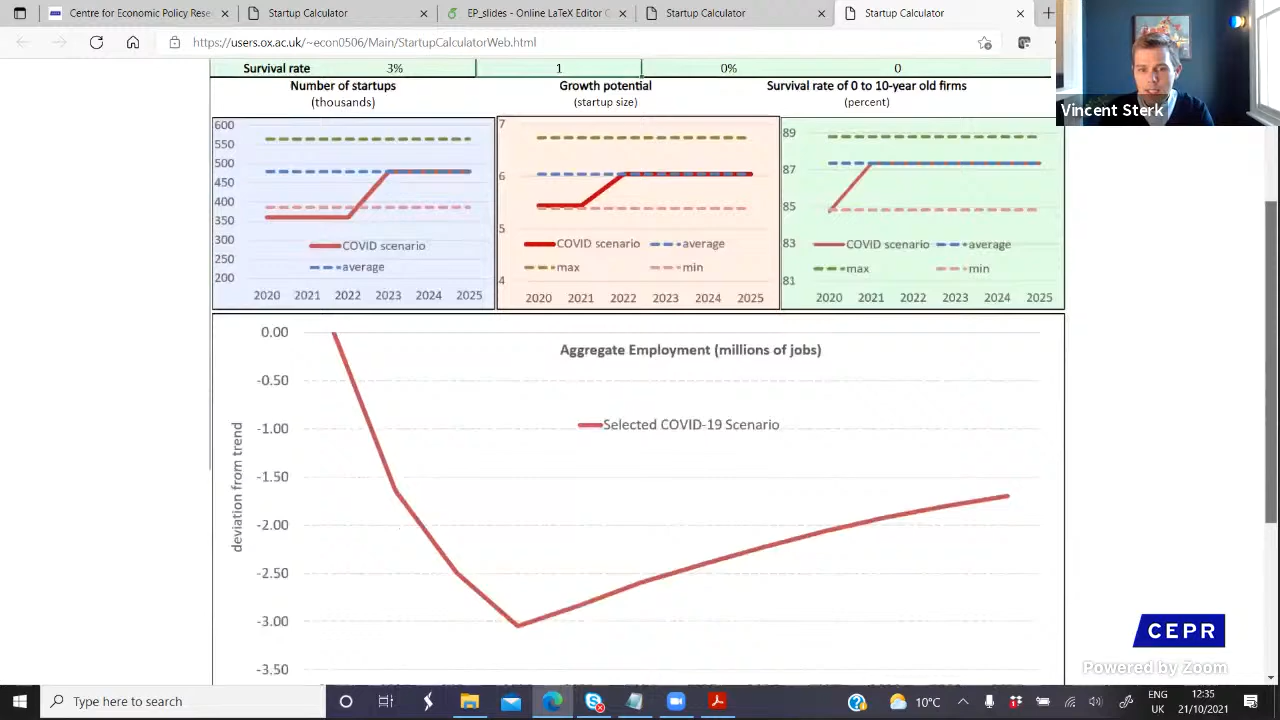 Centre for Economic Policy Res
EP_slides - Online LaTeX Editor
Startup Calculator
Startup Calculator
https://users.ox.ac.uk/~econ0506/Main/StartupCalculatorWeb.html
Vincent Sterk
Survival rate 3% 1 0% 0
Number of startups Growth potential Survival rate of 0 to 10-year old firms
(thousands) (startup size) (percent)
600
550
500
450
400
350
300
250
200
COVID scenario
average
2020 2021 2022 2023 2024 2025
7
6
5
4
COVID scenario average
max min
2020 2021 2022 2023 2024 2025
89
87
85
83
81
COVID scenario average
max min
2020 2021 2022 2023 2024 2025
Aggregate Employment (millions of jobs)
Selected COVID-19 Scenario
deviation from trend
0.00
-0.50
-1.00
-1.50
-2.00
-2.50
-3.00
-3.50
CEPR
Powered by Zoom
Type here to search
10°C
ENG
UK
12:35
21/10/2021